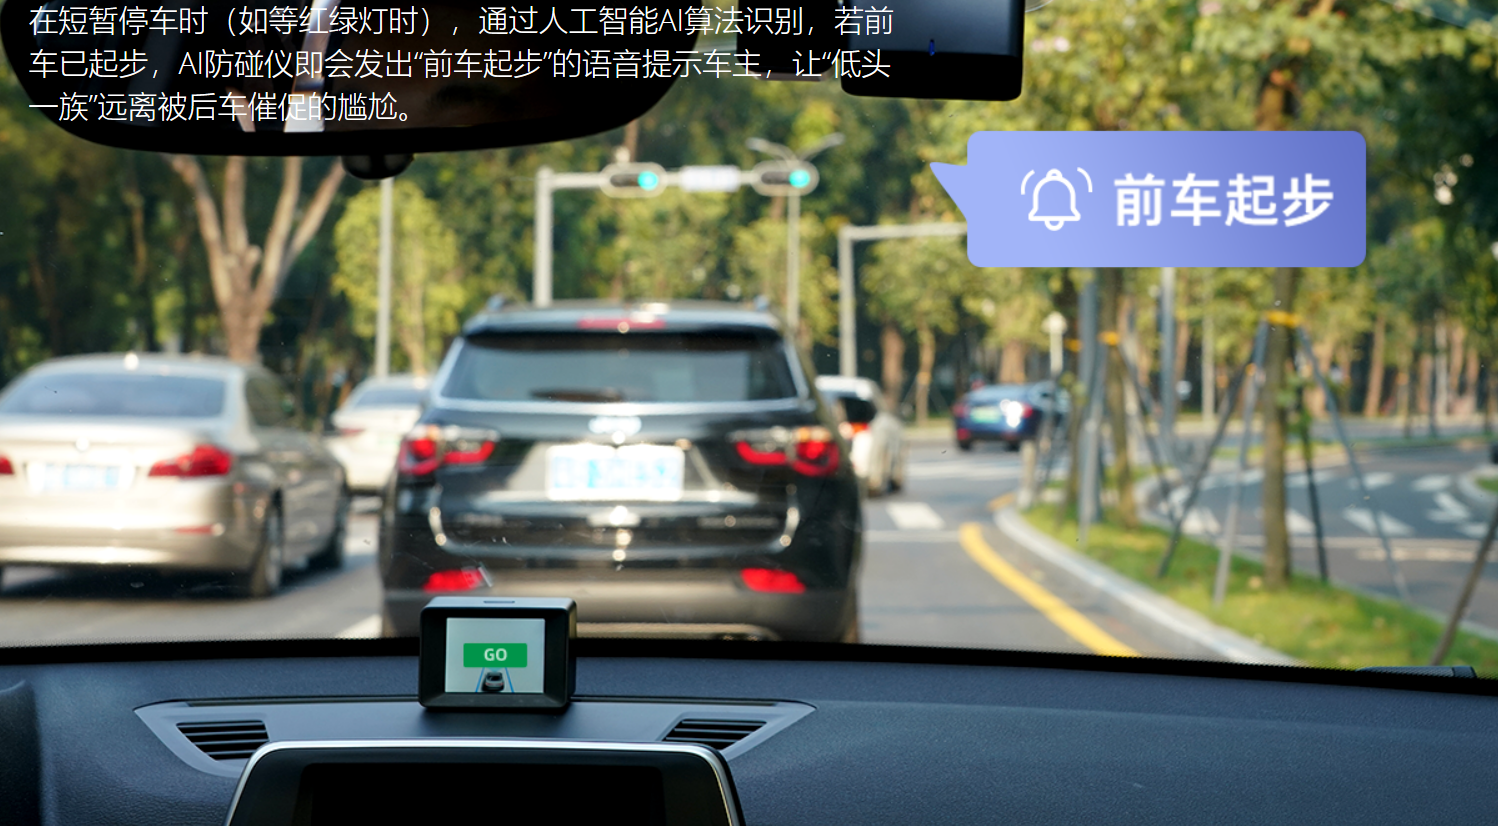 在短暂停车时（如等红绿灯时），通过人工智能AI算法识别，若前
车已起步，AI防碰仪即会发出“前车起步”的语音提示车主，让“低头
一族”远离被后车催促的尴尬。
前车起步
GO